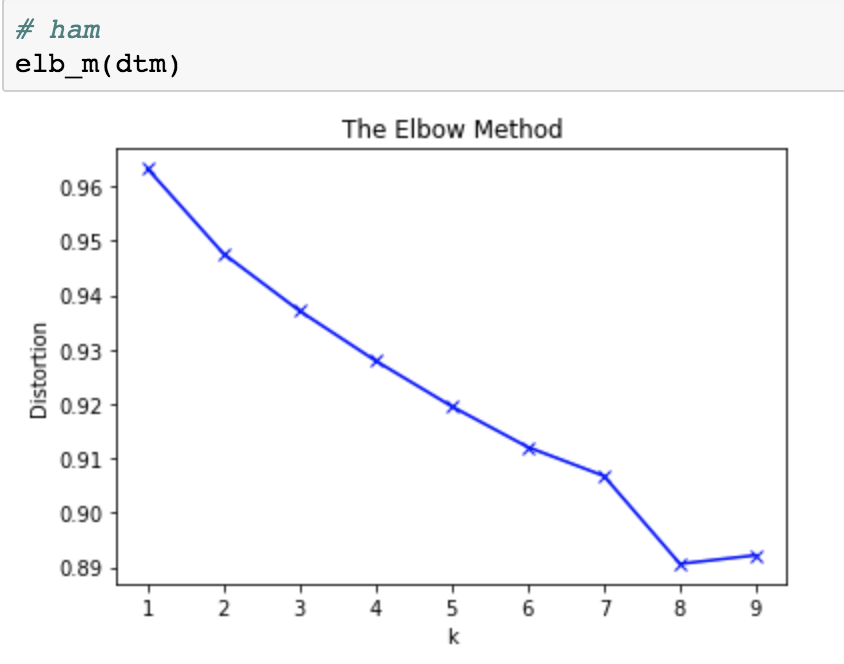 # ham
elb_m(dtm)
The Elbow Method
0.96
0.95
0.94
0.93
0.92
0.91
0.90
0.89
Distortion
1 2 3 4 5 6 7 8 9
k